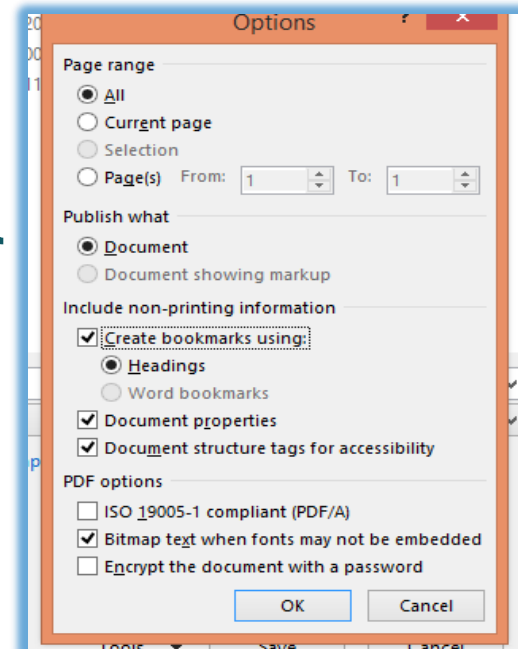 Options
?
Page range
All
Current page
Selection
Page(s) From: 1 To: 1
Publish what
Document
Document showing markup
Include non-printing information
Create bookmarks using:
Headings
Word bookmarks
Document properties
Document structure tags for accessibility
PDF options
ISO 19005-1 compliant (PDF/A)
Bitmap text when fonts may not be embedded
Encrypt the document with a password
OK Cancel
Tools Save Cancel